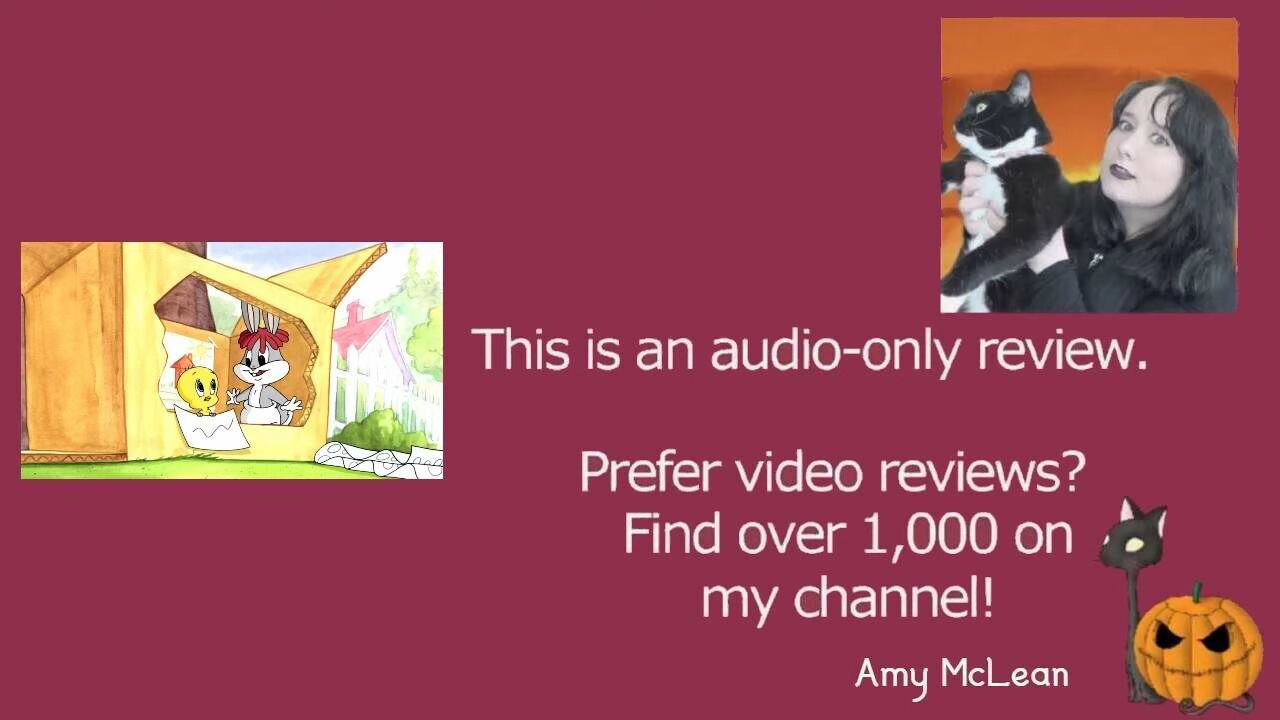 This is an audio-only review.
Prefer video reviews?
Find over 1,000 on
my channel!
Amy McLean